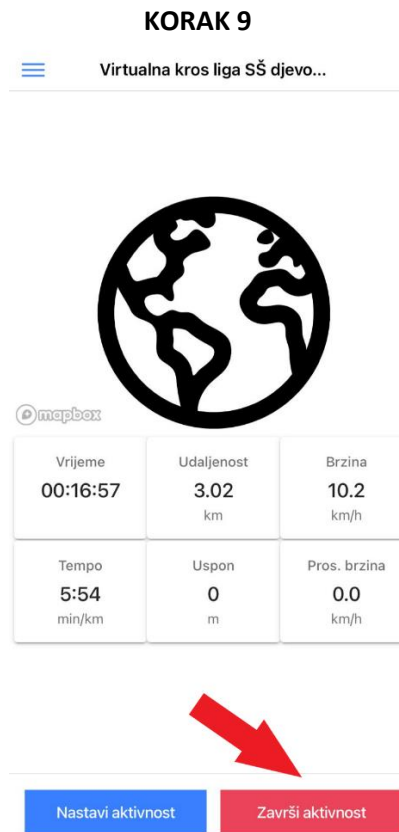 KORAK 9
Virtualna kros liga SŠ djevo...
mapbox
Vrijeme Udaljenost Brzina
00:16:57 3.02 10.2
km km/h
Tempo Uspon Pros. brzina
5:54 0 0.0
min/km m km/h
Nastavi aktivnost Završi aktivnost